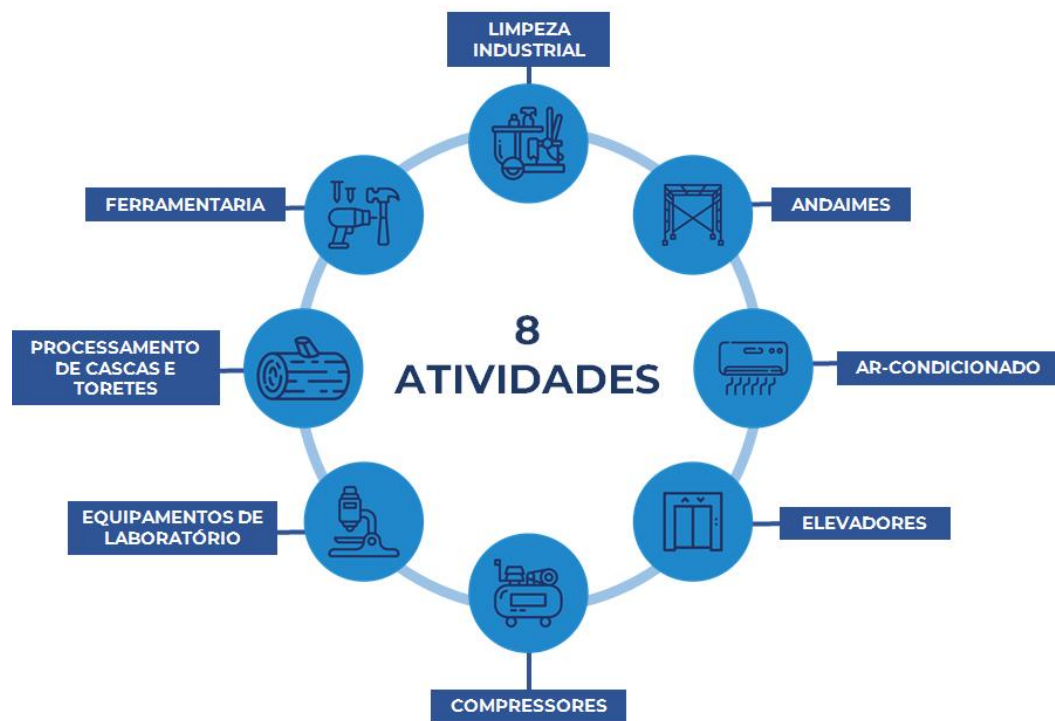 LIMPEZA
INDUSTRIAL
FERRAMENTARIA
ANDAIMES
8
ATIVIDADES
PROCESSAMENTO
DE CASCAS E
TORETES
AR-CONDICIONADO
EQUIPAMENTOS DE
LABORATÓRIO
ELEVADORES
COMPRESSORES